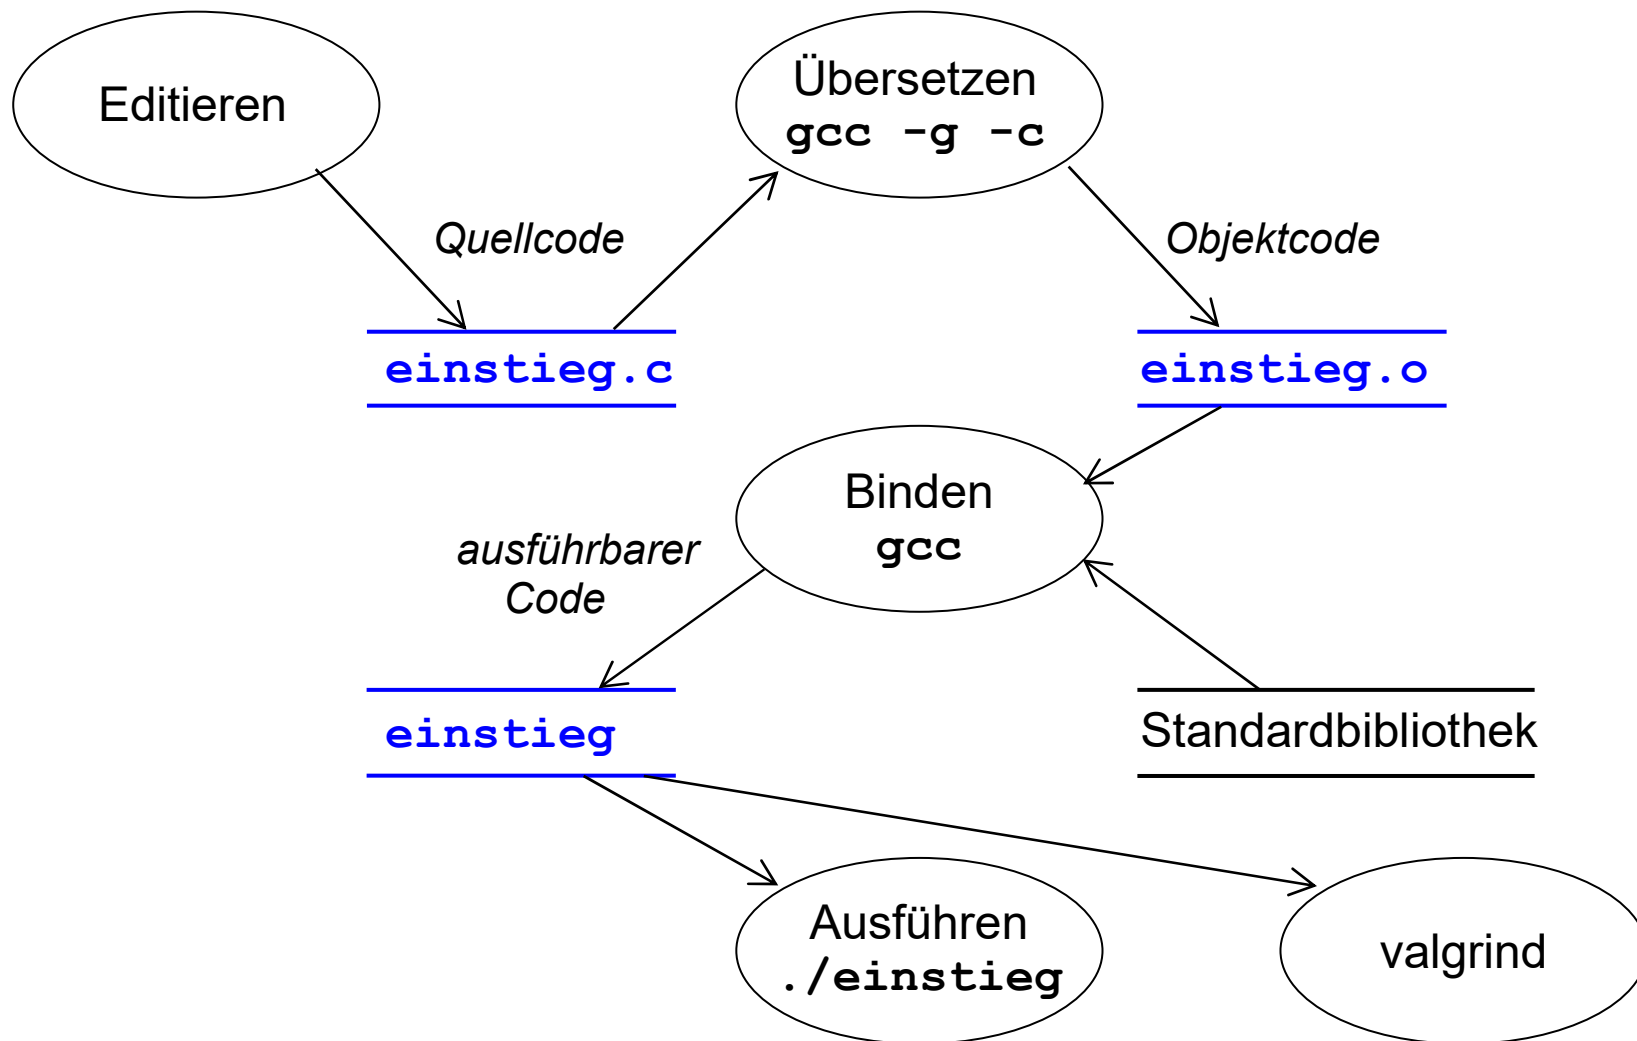 Editieren
Übersetzen
gcc -g -c
Quellcode
Objektcode
einstieg.c
einstieg.o
Binden
gcc
ausführbarer
Code
einstieg
Standardbibliothek
Ausführen
./einstieg
valgrind